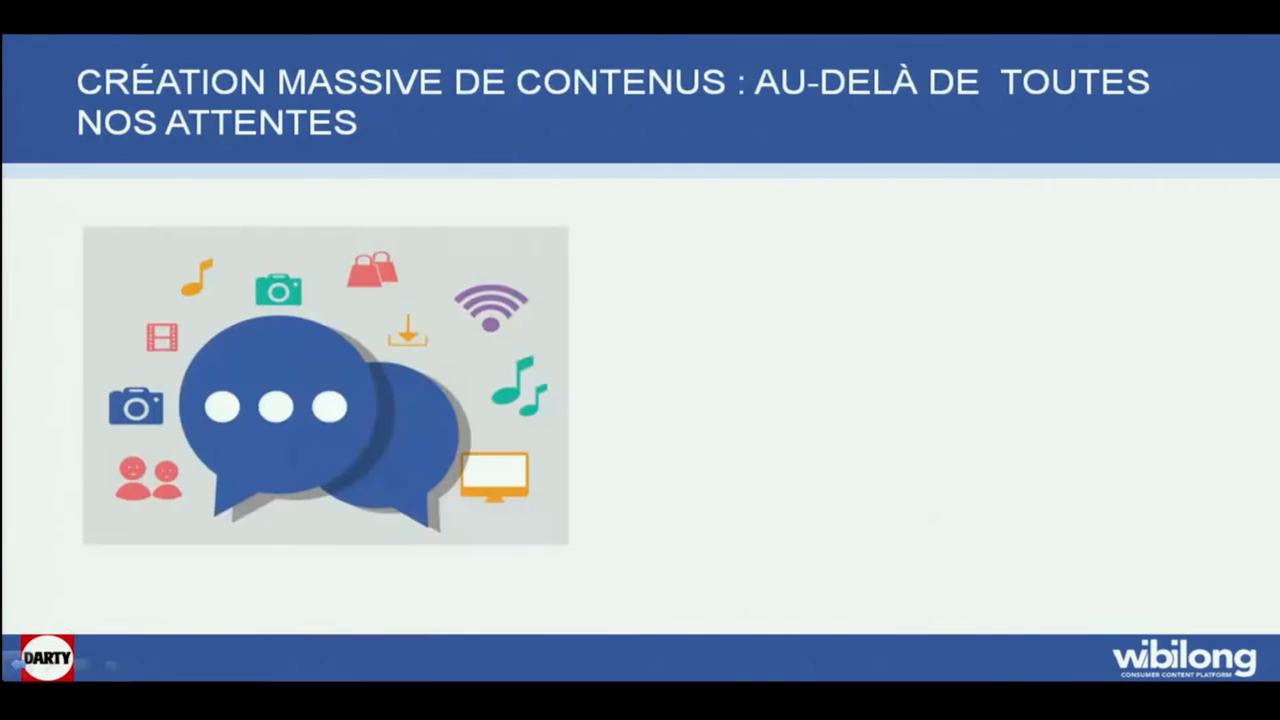 CRÉATION MASSIVE DE CONTENUS : AU-DELÀ DE TOUTES
NOS ATTENTES
DARTY
wibilong
CONSUMER CONTENT PLATFORM